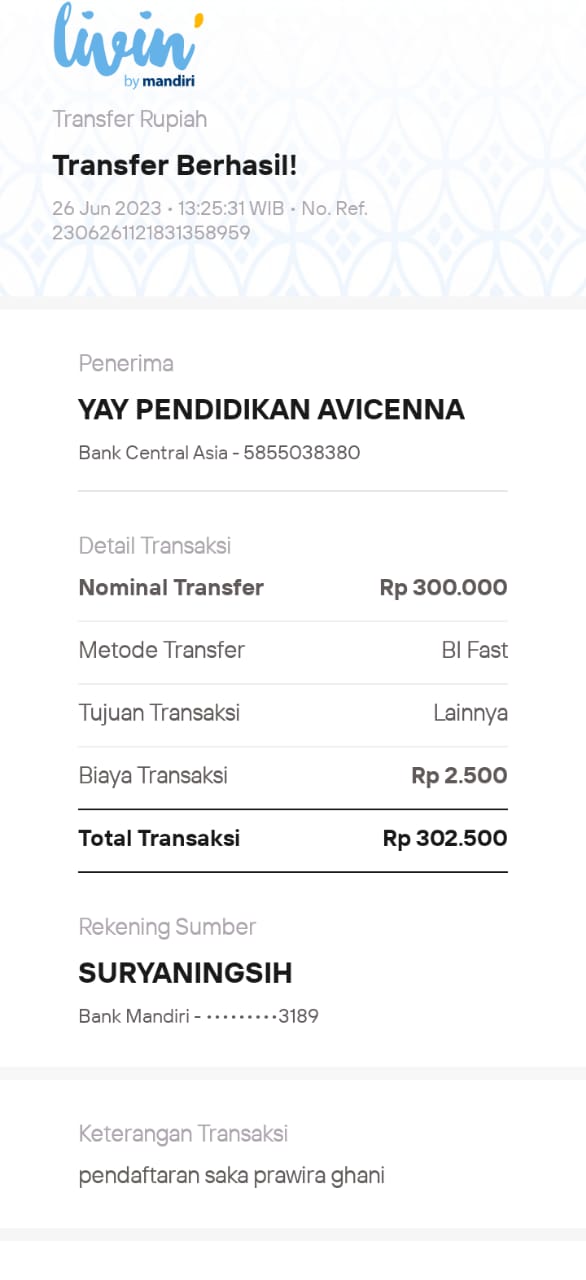 livin'
by mandiri
Transfer Rupiah
Transfer Berhasil!
26 Jun 2023 • 13:25:31 WIB • No. Ref.
2306261121831358959
Penerima
YAY PENDIDIKAN AVICENNA
Bank Central Asia - 5855038380
Detail Transaksi
Nominal Transfer Rp 300.000
Metode Transfer BI Fast
Tujuan Transaksi Lainnya
Biaya Transaksi Rp 2.500
Total Transaksi Rp 302.500
Rekening Sumber
SURYANINGSIH
Bank Mandiri - •••••••••3189
Keterangan Transaksi
pendaftaran saka prawira ghani